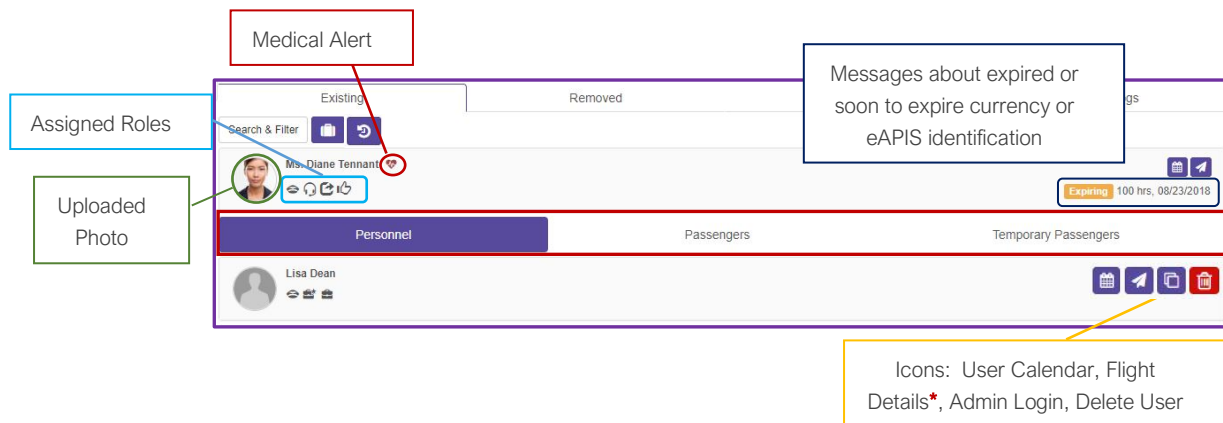 Medical Alert
Messages about expired or
soon to expire currency or
eAPIS identification
Assigned Roles
Uploaded
Photo
Existing
Removed
gs
Search & Filter
Ms. Diane Tennant
Expiring 100 hrs, 08/23/2018
Personnel
Passengers
Temporary Passengers
Lisa Dean
Icons: User Calendar, Flight
Details*, Admin Login, Delete User